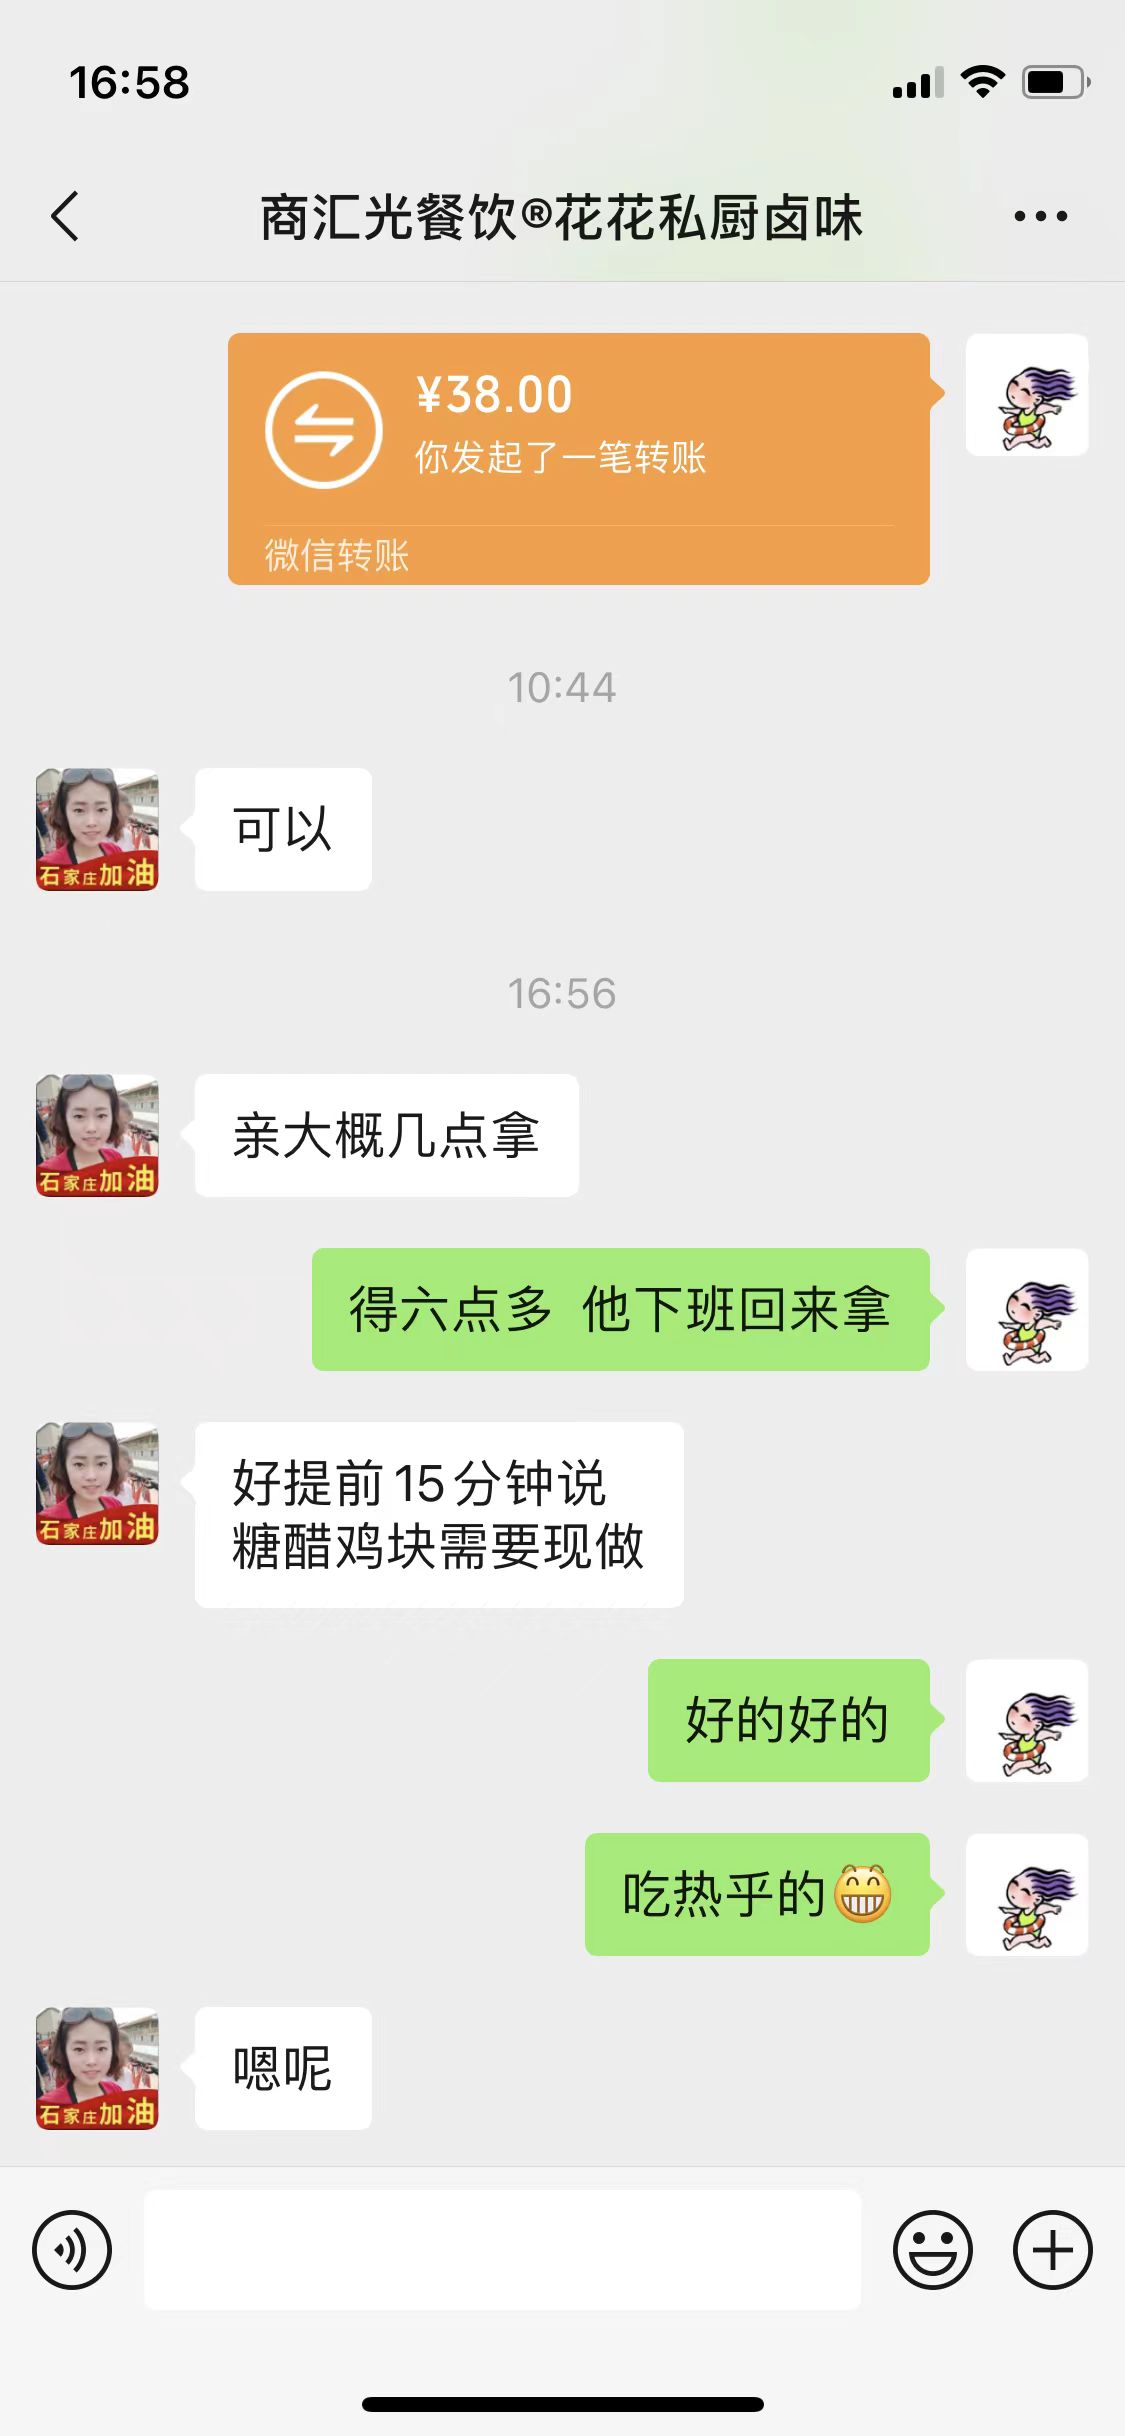 16:58
商汇光餐饮®花花私厨卤味
¥38.00
你发起了一笔转账
微信转账
10:44
可以
石家庄加油
16:56
亲大概几点拿
石家庄加油
得六点多 他下班回来拿
好提前15分钟说
糖醋鸡块需要现做
石家庄加油
好的好的
吃热乎的😁
嗯呢
石家庄加油